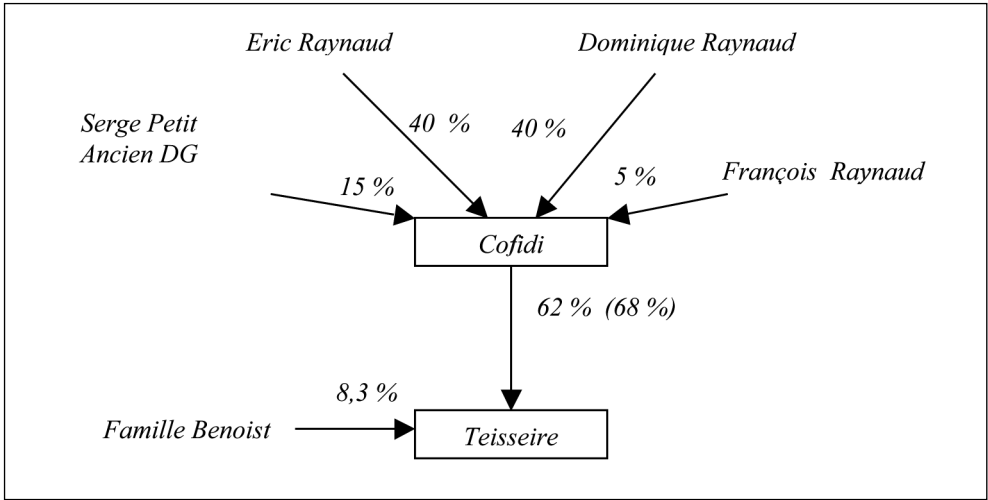 Eric Raynaud
Dominique Raynaud
Serge Petit
Ancien DG
40 %
40 %
15 %
5 %
François Raynaud
Cofidi
62 % (68 %)
8,3 %
Famille Benoist
Teisseire